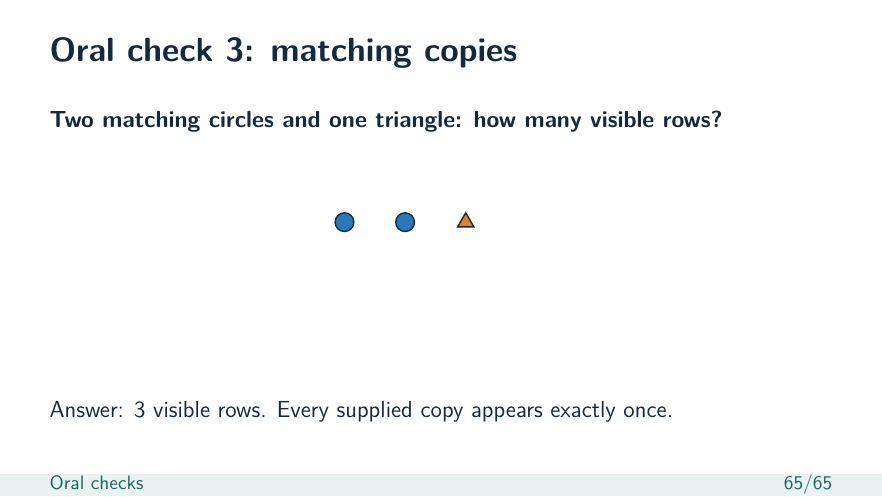 Oral check 3: matching copies
Two matching circles and one triangle: how many visible rows?
Answer: 3 visible rows. Every supplied copy appears exactly once.
Oral checks
65/65